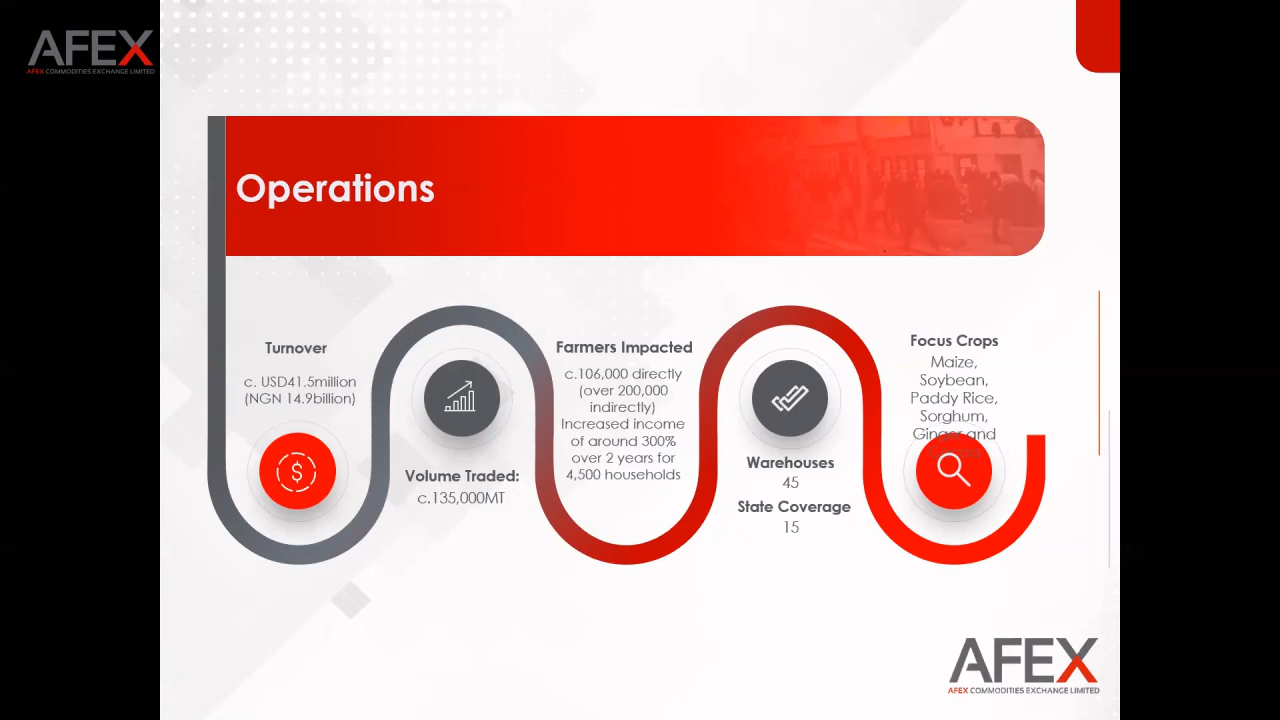 AFEX
AFEX COMMODITIES EXCHANGE LIMITED
Operations
Turnover
c. USD41.5million
(NGN 14.9billion)
Volume Traded:
c.135,000MT
Farmers Impacted
c.106,000 directly
(over 200,000
indirectly)
Increased income
of around 300%
over 2 years for
4,500 households
Warehouses
45
State Coverage
15
Focus Crops
Maize,
Soybean,
Paddy Rice,
Sorghum,
Ginger and
AFEX
AFEX COMMODITIES EXCHANGE LIMITED